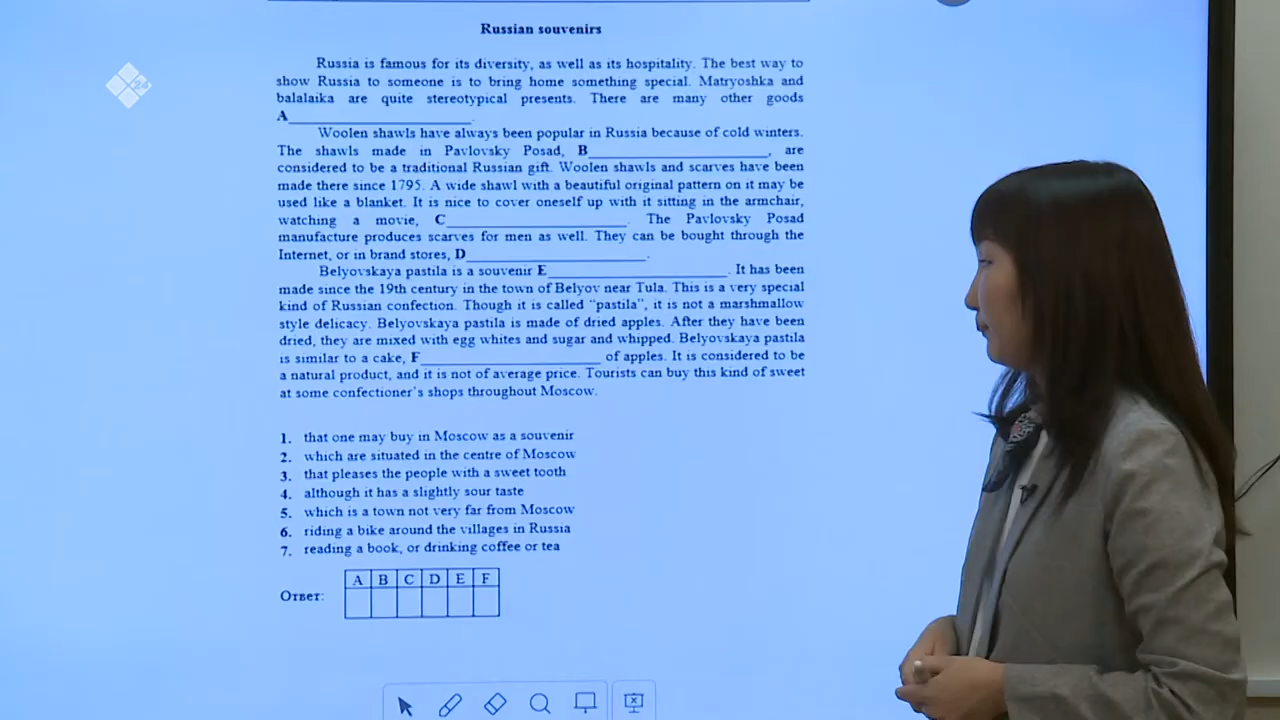 Russian souvenirs
Russia is famous for its diversity, as well as its hospitality. The best way to
show Russia to someone is to bring home something special. Matryoshka and
balalaika are quite stereotypical presents. There are many other goods
A____________________.
Woolen shawls have always been popular in Russia because of cold winters.
The shawls made in Pavlovsky Posad, B____________________, are
considered to be a traditional Russian gift. Woolen shawls and scarves have been
made there since 1795. A wide shawl with a beautiful original pattern on it may be
used like a blanket. It is nice to cover oneself up with it sitting in the armchair,
watching a movie, C____________________. The Pavlovsky Posad
manufacture produces scarves for men as well. They can be bought through the
Internet, or in brand stores, D____________________.
Belyovskaya pastila is a souvenir E____________________. It has been
made since the 19th century in the town of Belyov near Tula. This is a very special
kind of Russian confection. Though it is called “pastila”, it is not a marshmallow
style delicacy. Belyovskaya pastila is made of dried apples. After they have been
dried, they are mixed with egg whites and sugar and whipped. Belyovskaya pastila
is similar to a cake, F____________________ of apples. It is considered to be
a natural product, and it is not of average price. Tourists can buy this kind of sweet
at some confectioner’s shops throughout Moscow.
1. that one may buy in Moscow as a souvenir
2. which are situated in the centre of Moscow
3. that pleases the people with a sweet tooth
4. although it has a slightly sour taste
5. which is a town not very far from Moscow
6. riding a bike around the villages in Russia
7. reading a book, or drinking coffee or tea
A B C D E F
Ответ:
24